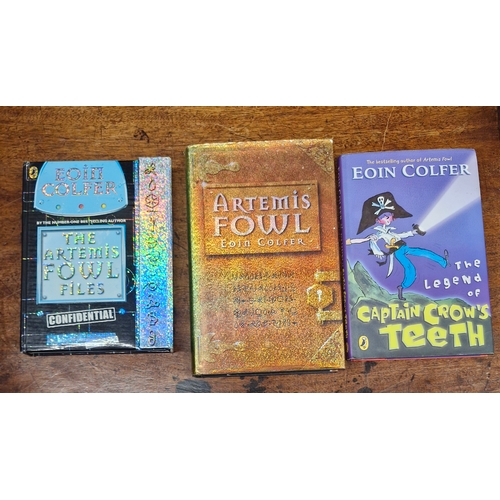 EOIN
COLFER
BY THE NUMBER-ONE BESTSELLING AUTHOR
THE
ARTEMIS
FOWL
FILES
CONFIDENTIAL
ARTEMIS
FOWL
EOIN COLFER
The bestselling author of Artemis Fowl
EOIN COLFER
The
Legend
of
CAPTAIN CROW'S
TEETH